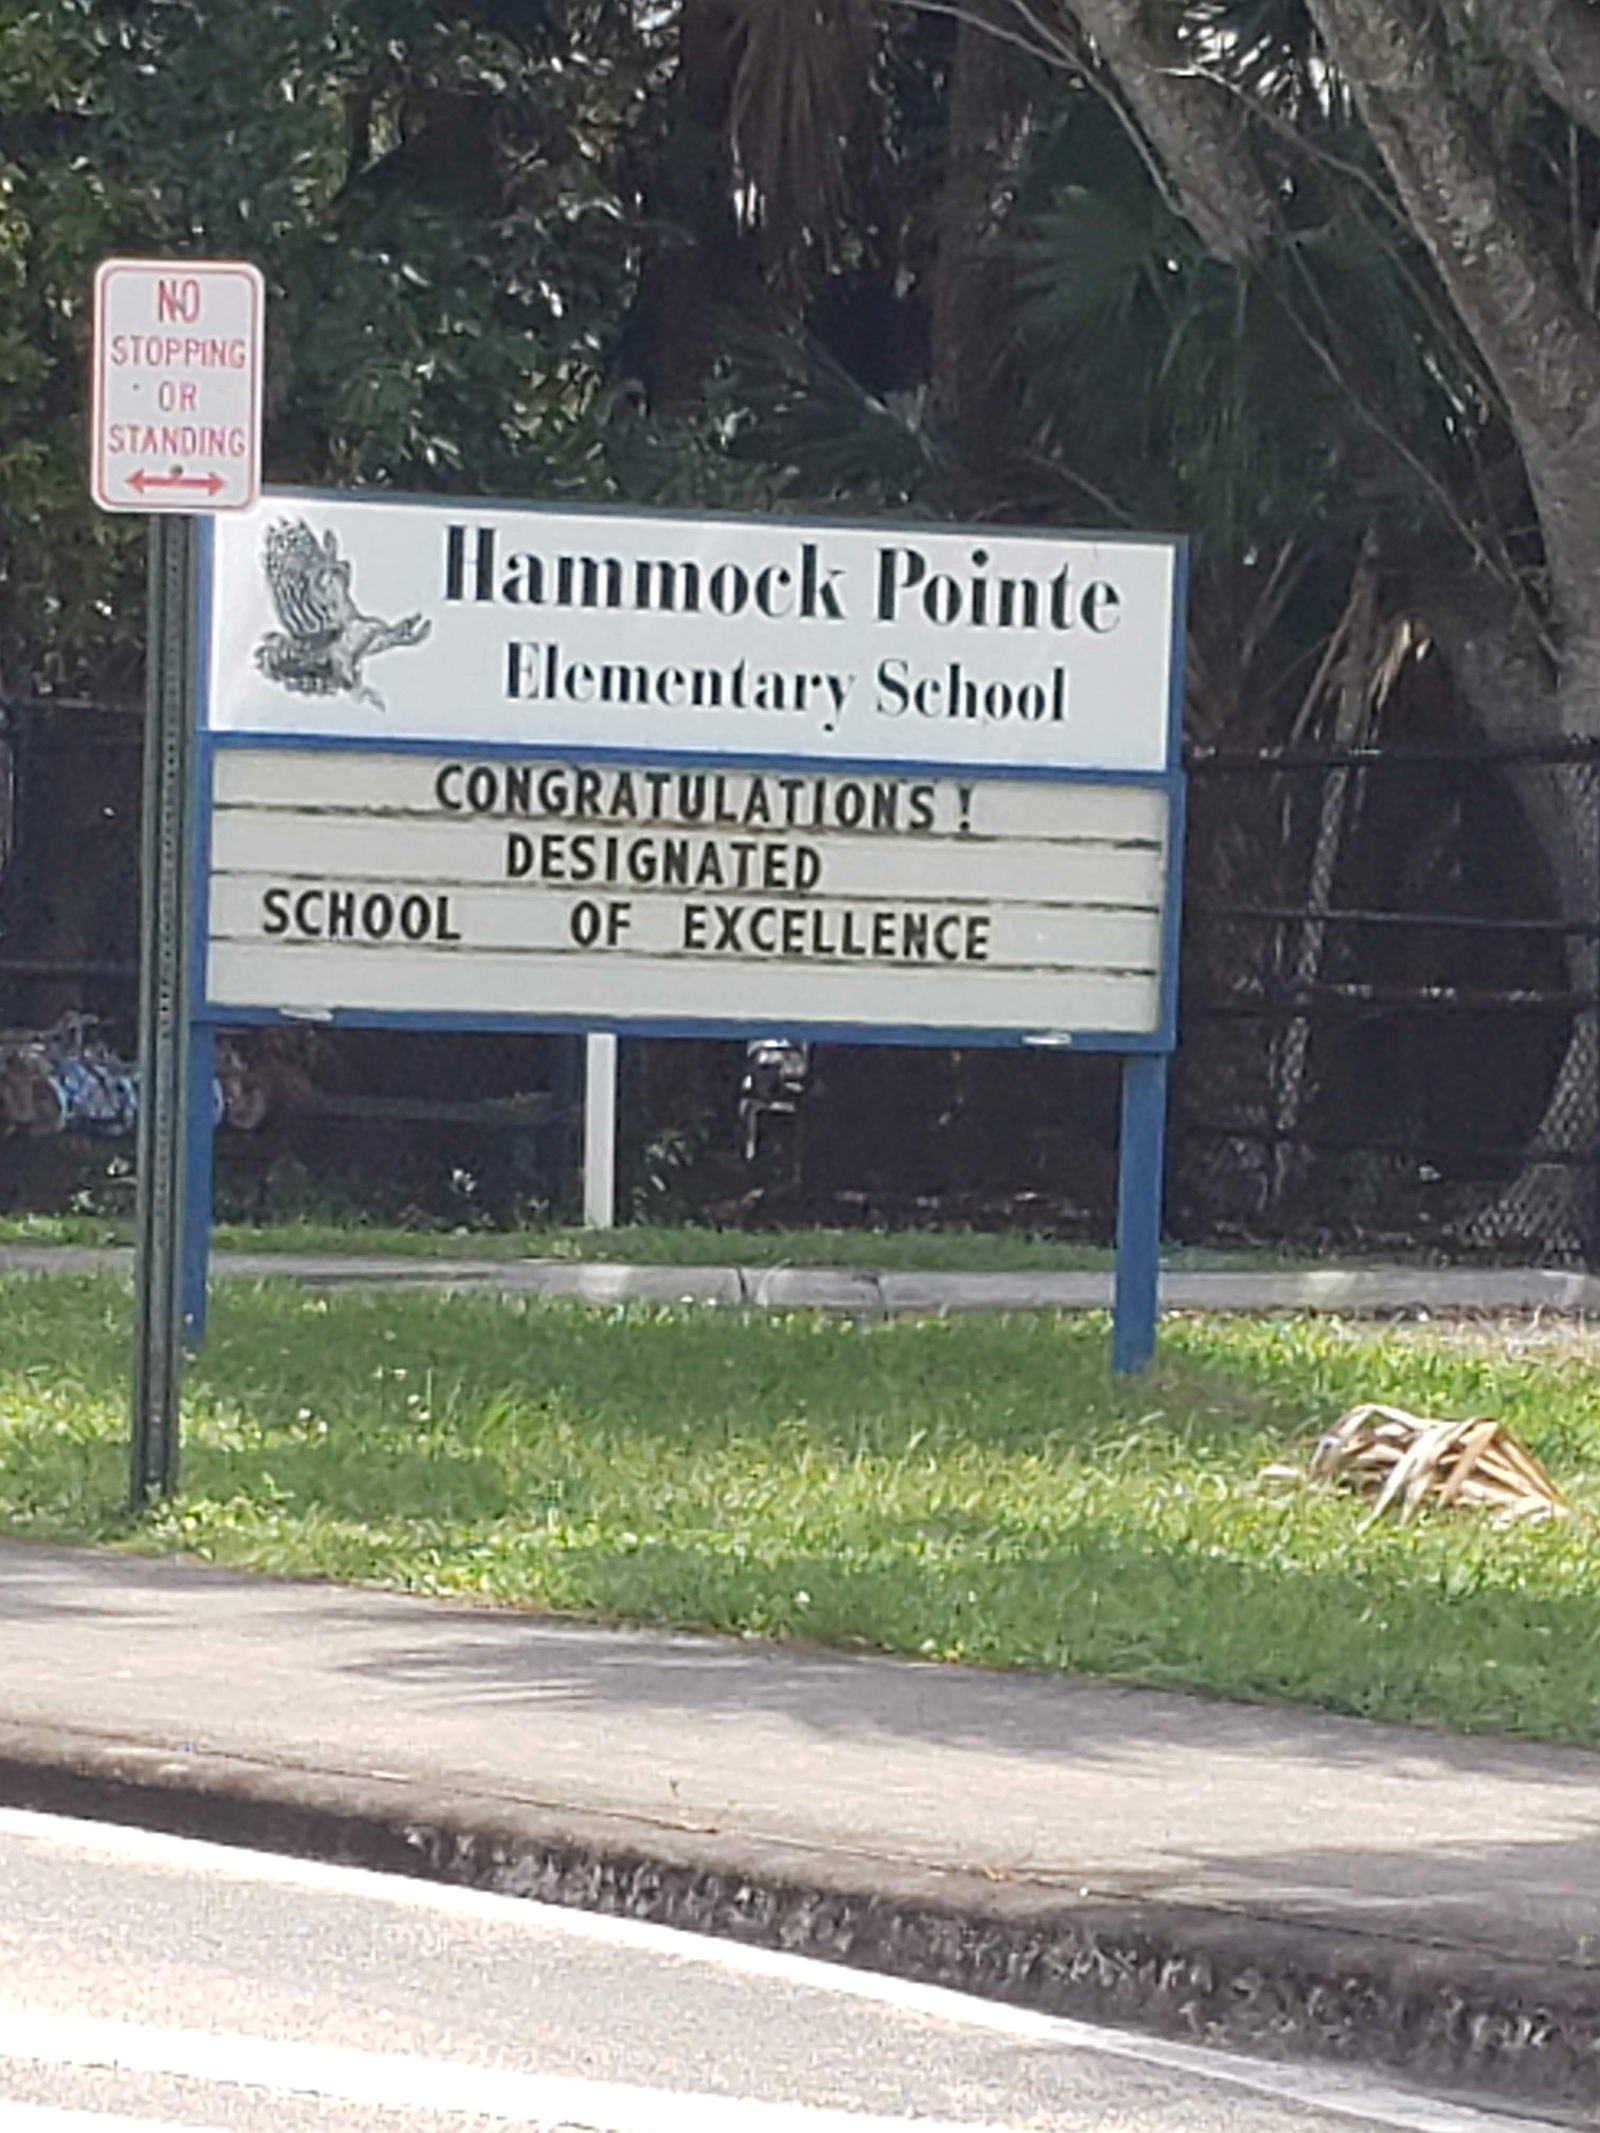 NO
STOPPING
OR
STANDING
Hammock Pointe
Elementary School
CONGRATULATIONS!
DESIGNATED
SCHOOL OF EXCELLENCE